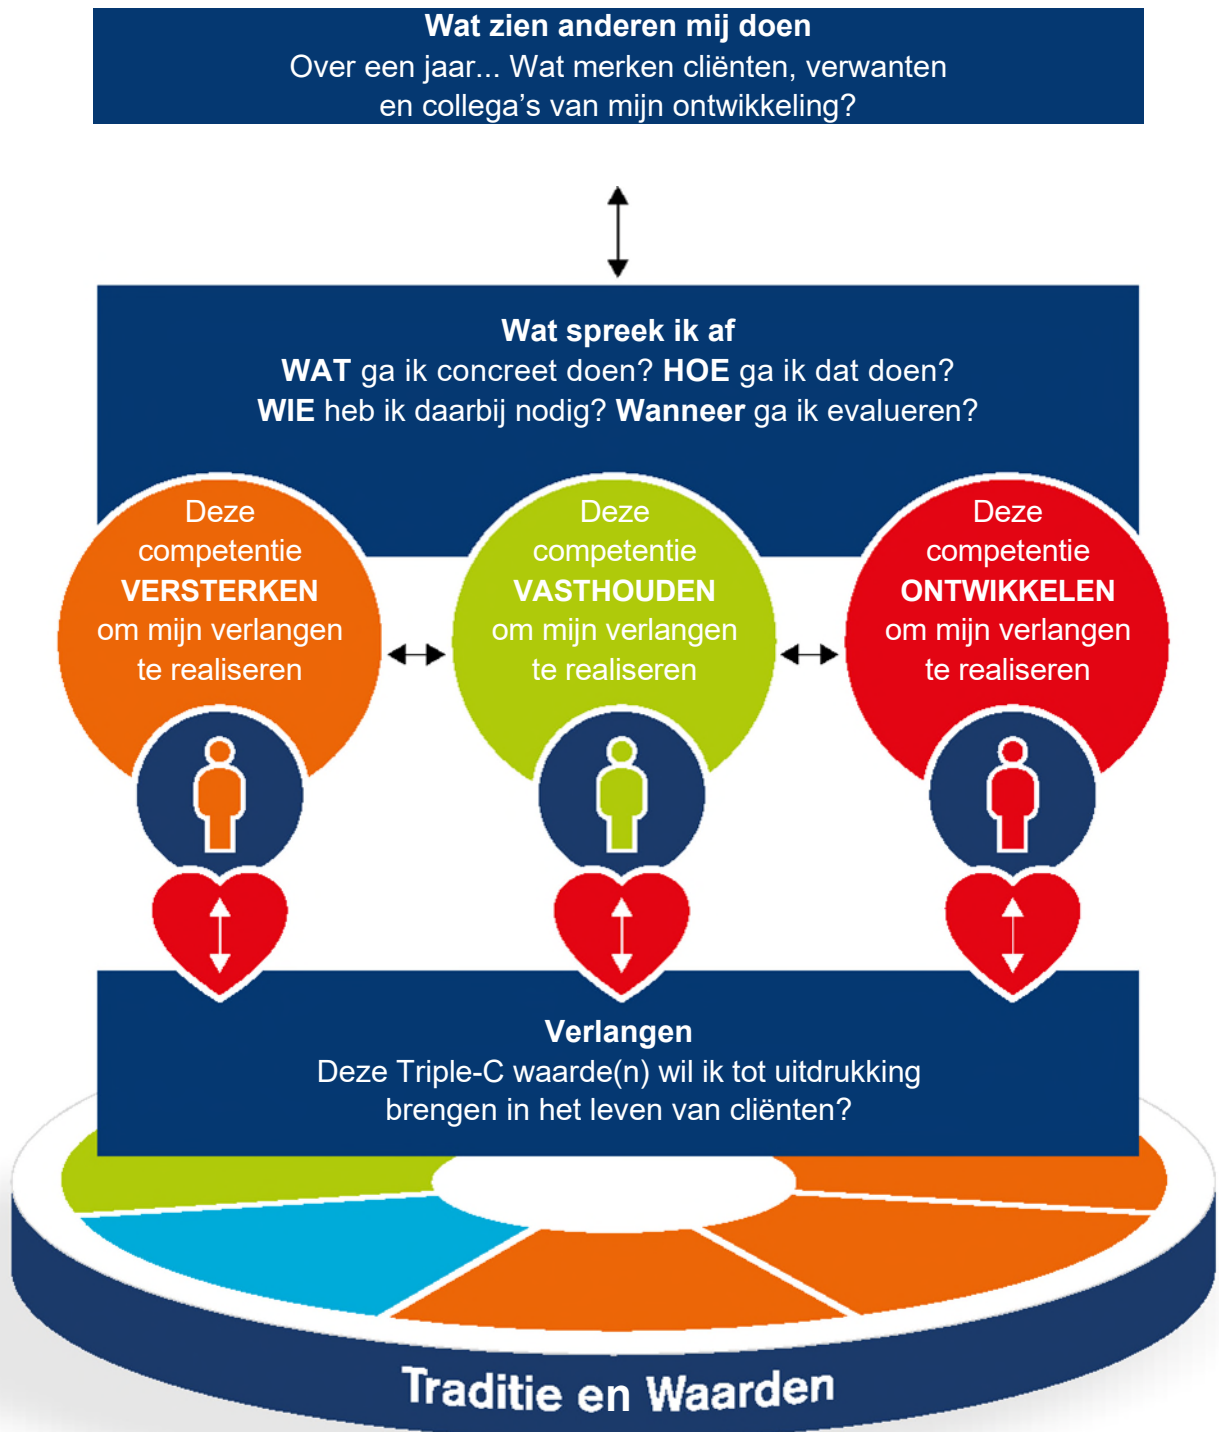 Wat zien anderen mij doen
Over een jaar... Wat merken cliënten, verwanten
en collega's van mijn ontwikkeling?
Wat spreek ik af
WAT ga ik concreet doen? HOE ga ik dat doen?
WIE heb ik daarbij nodig? Wanneer ga ik evalueren?
Deze
competentie
VERSTERKEN
om mijn verlangen
te realiseren
Deze
competentie
VASTHOUDEN
om mijn verlangen
te realiseren
Deze
competentie
ONTWIKKELEN
om mijn verlangen
te realiseren
Verlangen
Deze Triple-C waarde(n) wil ik tot uitdrukking
brengen in het leven van cliënten?
Traditie en Waarden